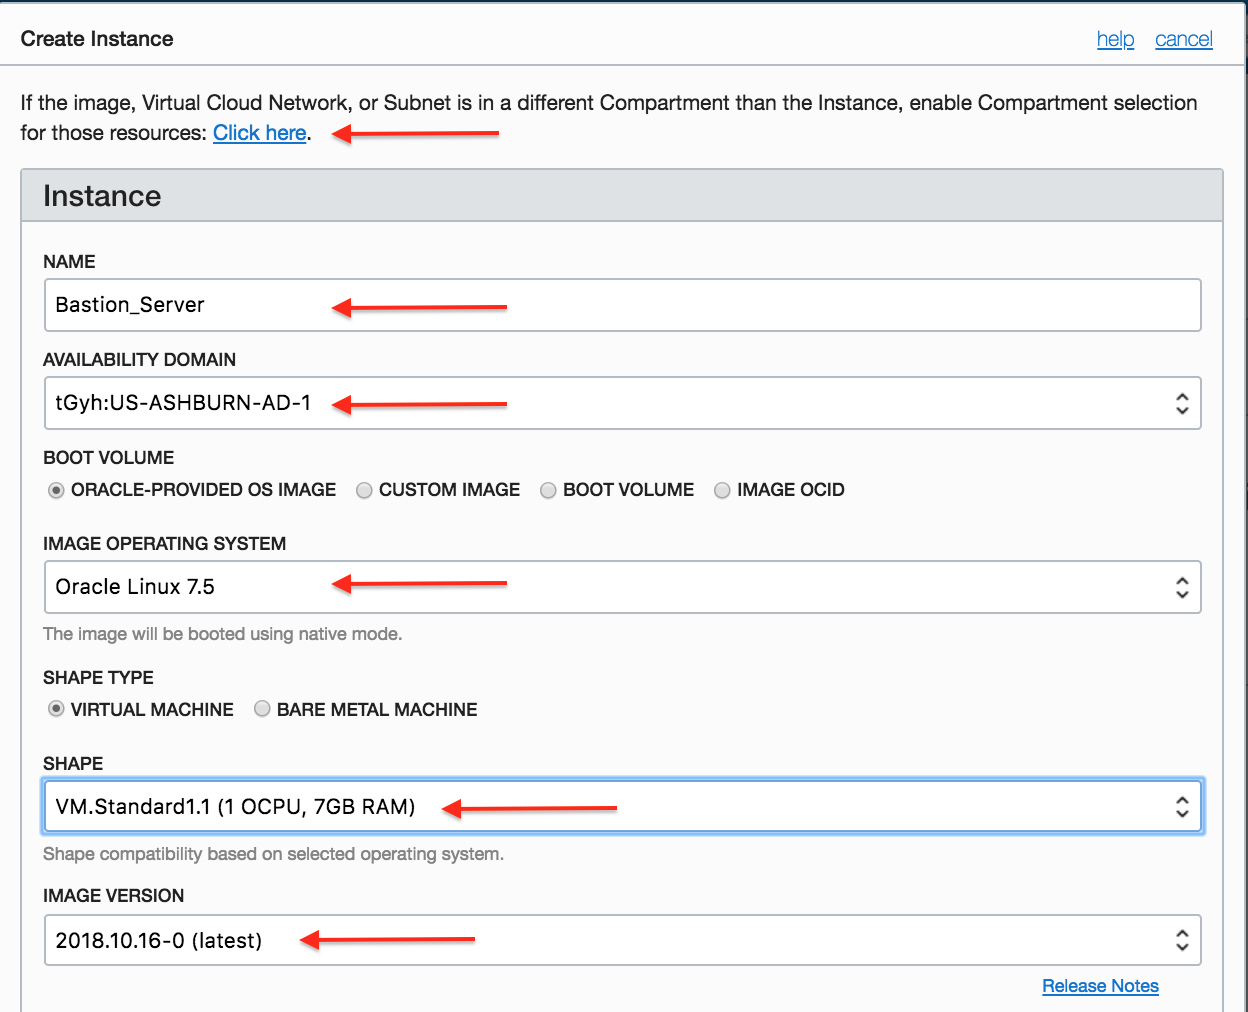 Create Instance
help cancel
If the image, Virtual Cloud Network, or Subnet is in a different Compartment than the Instance, enable Compartment selection
for those resources: Click here.
Instance
NAME
Bastion_Server
AVAILABILITY DOMAIN
tGyh:US-ASHBURN-AD-1
BOOT VOLUME
ORACLE-PROVIDED OS IMAGE CUSTOM IMAGE BOOT VOLUME IMAGE OCID
IMAGE OPERATING SYSTEM
Oracle Linux 7.5
The image will be booted using native mode.
SHAPE TYPE
VIRTUAL MACHINE BARE METAL MACHINE
SHAPE
VM.Standard1.1 (1 OCPU, 7GB RAM)
Shape compatibility based on selected operating system.
IMAGE VERSION
2018.10.16-0 (latest)
Release Notes